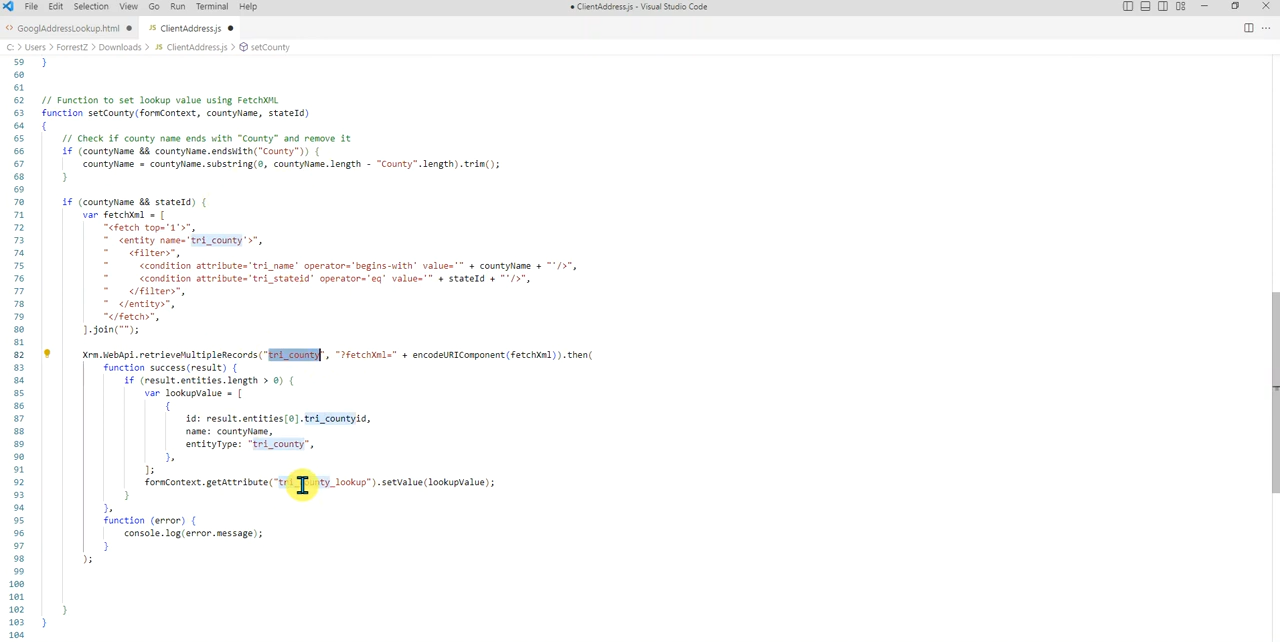 File Edit Selection View Go Run Terminal Help
● ClientAddress.js - Visual Studio Code
<> GooglAddressLookup.html ● JS ClientAddress.js ●
C: > Users > ForrestZ > Downloads > JS ClientAddress.js > setCounty
59 }
60
61
62 // Function to set lookup value using FetchXML
63 function setCounty(formContext, countyName, stateId)
64 {
65 // Check if county name ends with "County" and remove it
66 if (countyName && countyName.endsWith("County")) {
67 countyName = countyName.substring(0, countyName.length - "County".length).trim();
68 }
69
70 if (countyName && stateId) {
71 var fetchXml = [
72 "<fetch top='1'>",
73 "  <entity name='tri_county'>",
74 "    <filter>",
75 "      <condition attribute='tri_name' operator='begins-with' value='" + countyName + "'/>",
76 "      <condition attribute='tri_stateid' operator='eq' value='" + stateId + "'/>",
77 "    </filter>",
78 "  </entity>",
79 "</fetch>",
80 ].join("");
81
82 Xrm.WebApi.retrieveMultipleRecords("tri_county", "?fetchXml=" + encodeURIComponent(fetchXml)).then(
83 function success(result) {
84 if (result.entities.length > 0) {
85 var lookupValue = [
86 {
87 id: result.entities[0].tri_countyid,
88 name: countyName,
89 entityType: "tri_county",
90 },
91 ];
92 formContext.getAttribute("tri_county_lookup").setValue(lookupValue);
93 }
94 },
95 function (error) {
96 console.log(error.message);
97 }
98 );
99
100
101
102 }
103 }
104